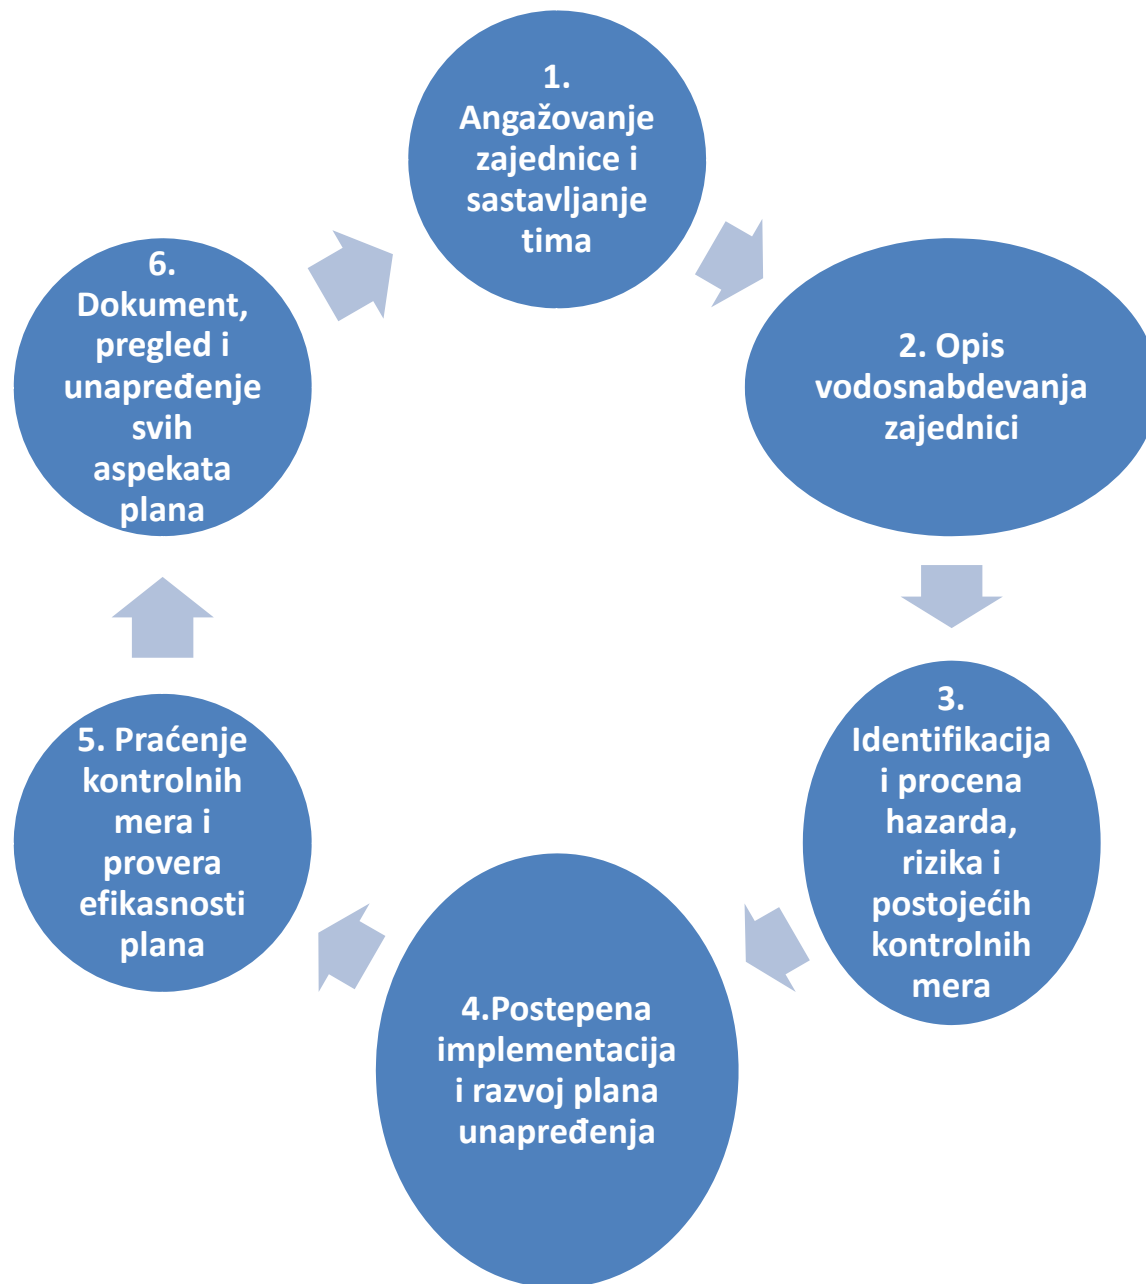 1.
Angažovanje
zajednice i
sastavljanje
tima
2. Opis
vodosnabdevanja
zajednici
3.
Identifikacija
i procena
hazarda,
rizika i
postojećih
kontrolnih
mera
4.Postepena
implementacija
i razvoj plana
unapređenja
5. Praćenje
kontrolnih
mera i
provera
efikasnosti
plana
6.
Dokument,
pregled i
unapređenje
svih
aspekata
plana